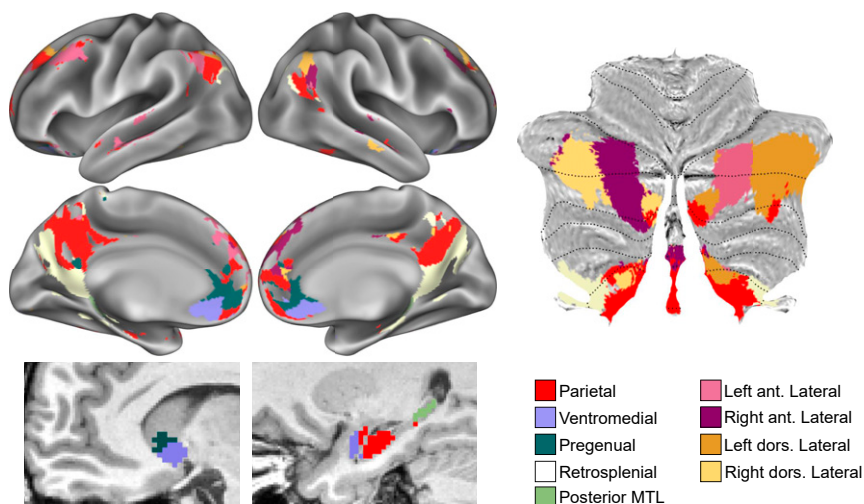 Parietal
Ventromedial
Pregenual
Retrosplenial
Posterior MTL
Left ant. Lateral
Right ant. Lateral
Left dors. Lateral
Right dors. Lateral